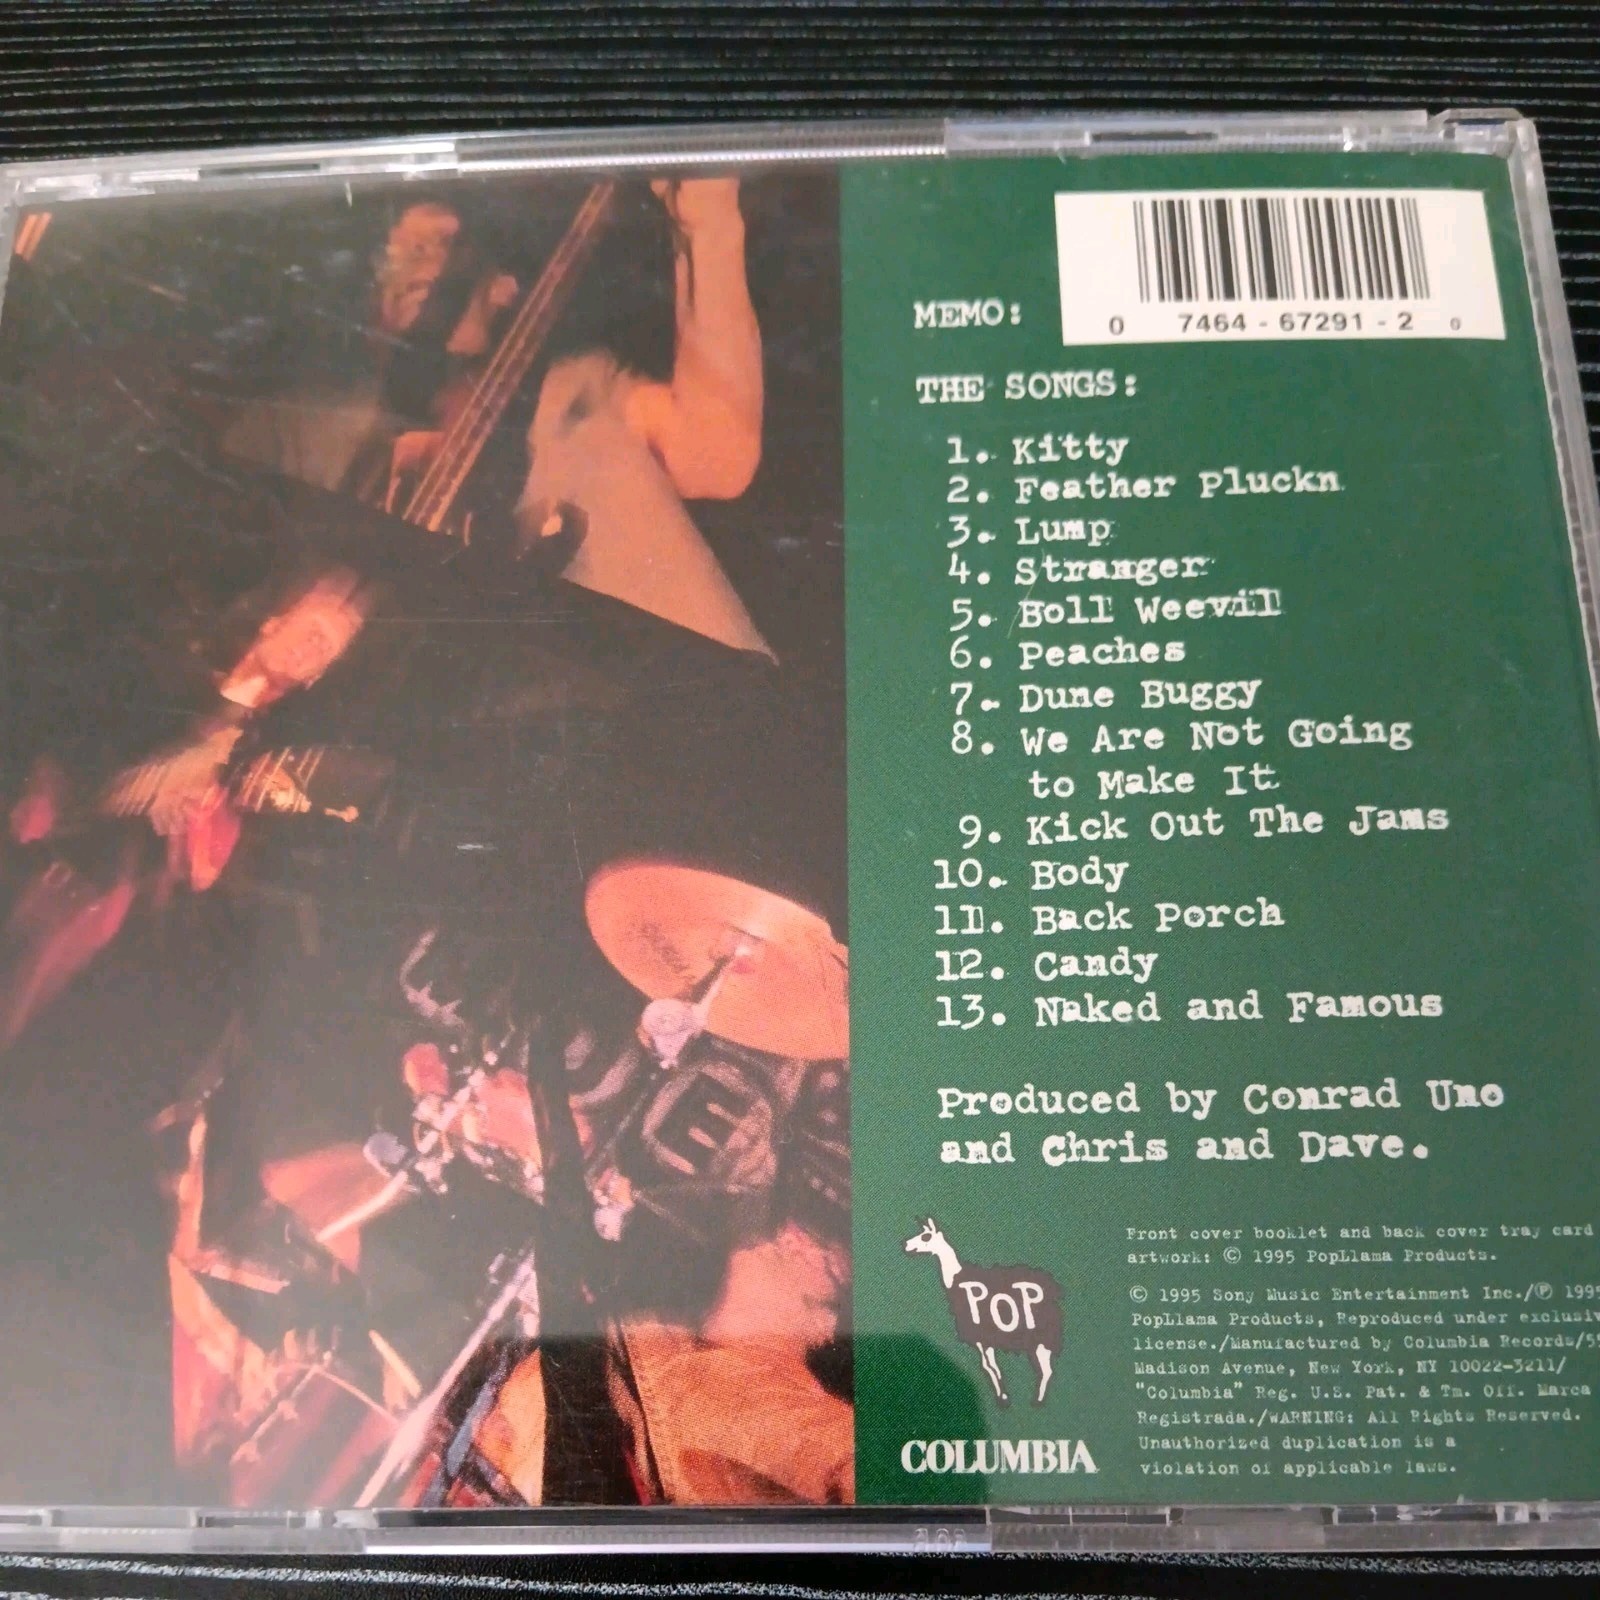 0 7464 - 67291 - 2 0
MEMO:
THE SONGS:
1. Kitty
2. Feather Pluckn
3. Lump
4. Stranger
5. Boll Weevil
6. Peaches
7. Dune Buggy
8. We Are Not Going
to Make It
9. Kick Out The Jams
10. Body
11. Back Porch
12. Candy
13. Naked and Famous
Produced by Conrad Uno
and Chris and Dave.
POP
COLUMBIA
Front cover booklet and back cover tray card
artwork: © 1995 PopLlama Products.
© 1995 Sony Music Entertainment Inc./℗ 1995
PopLlama Products, Reproduced under exclusiv
license./Manufactured by Columbia Records/55
Madison Avenue, New York, NY 10022-3211/
"Columbia" Reg. U.S. Pat. & Tm. Off. Marca
Registrada./WARNING: All Rights Reserved.
Unauthorized duplication is a
violation of applicable laws.